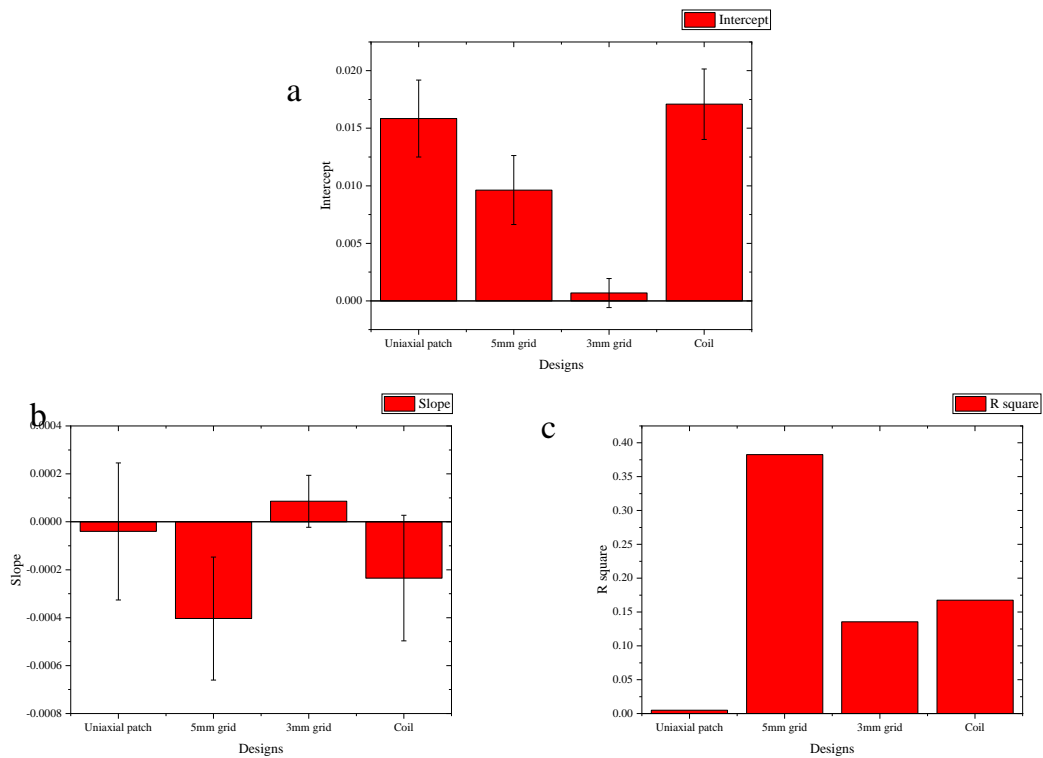 Intercept
a
0.020
0.015
0.010
0.005
0.000
Intercept
Uniaxial patch 5mm grid 3mm grid Coil
Designs
Slope
b
0.0004
0.0002
0.0000
-0.0002
-0.0004
-0.0006
-0.0008
Slope
Uniaxial patch 5mm grid 3mm grid Coil
Designs
R square
c
0.40
0.35
0.30
0.25
0.20
0.15
0.10
0.05
0.00
R square
Uniaxial patch 5mm grid 3mm grid Coil
Designs